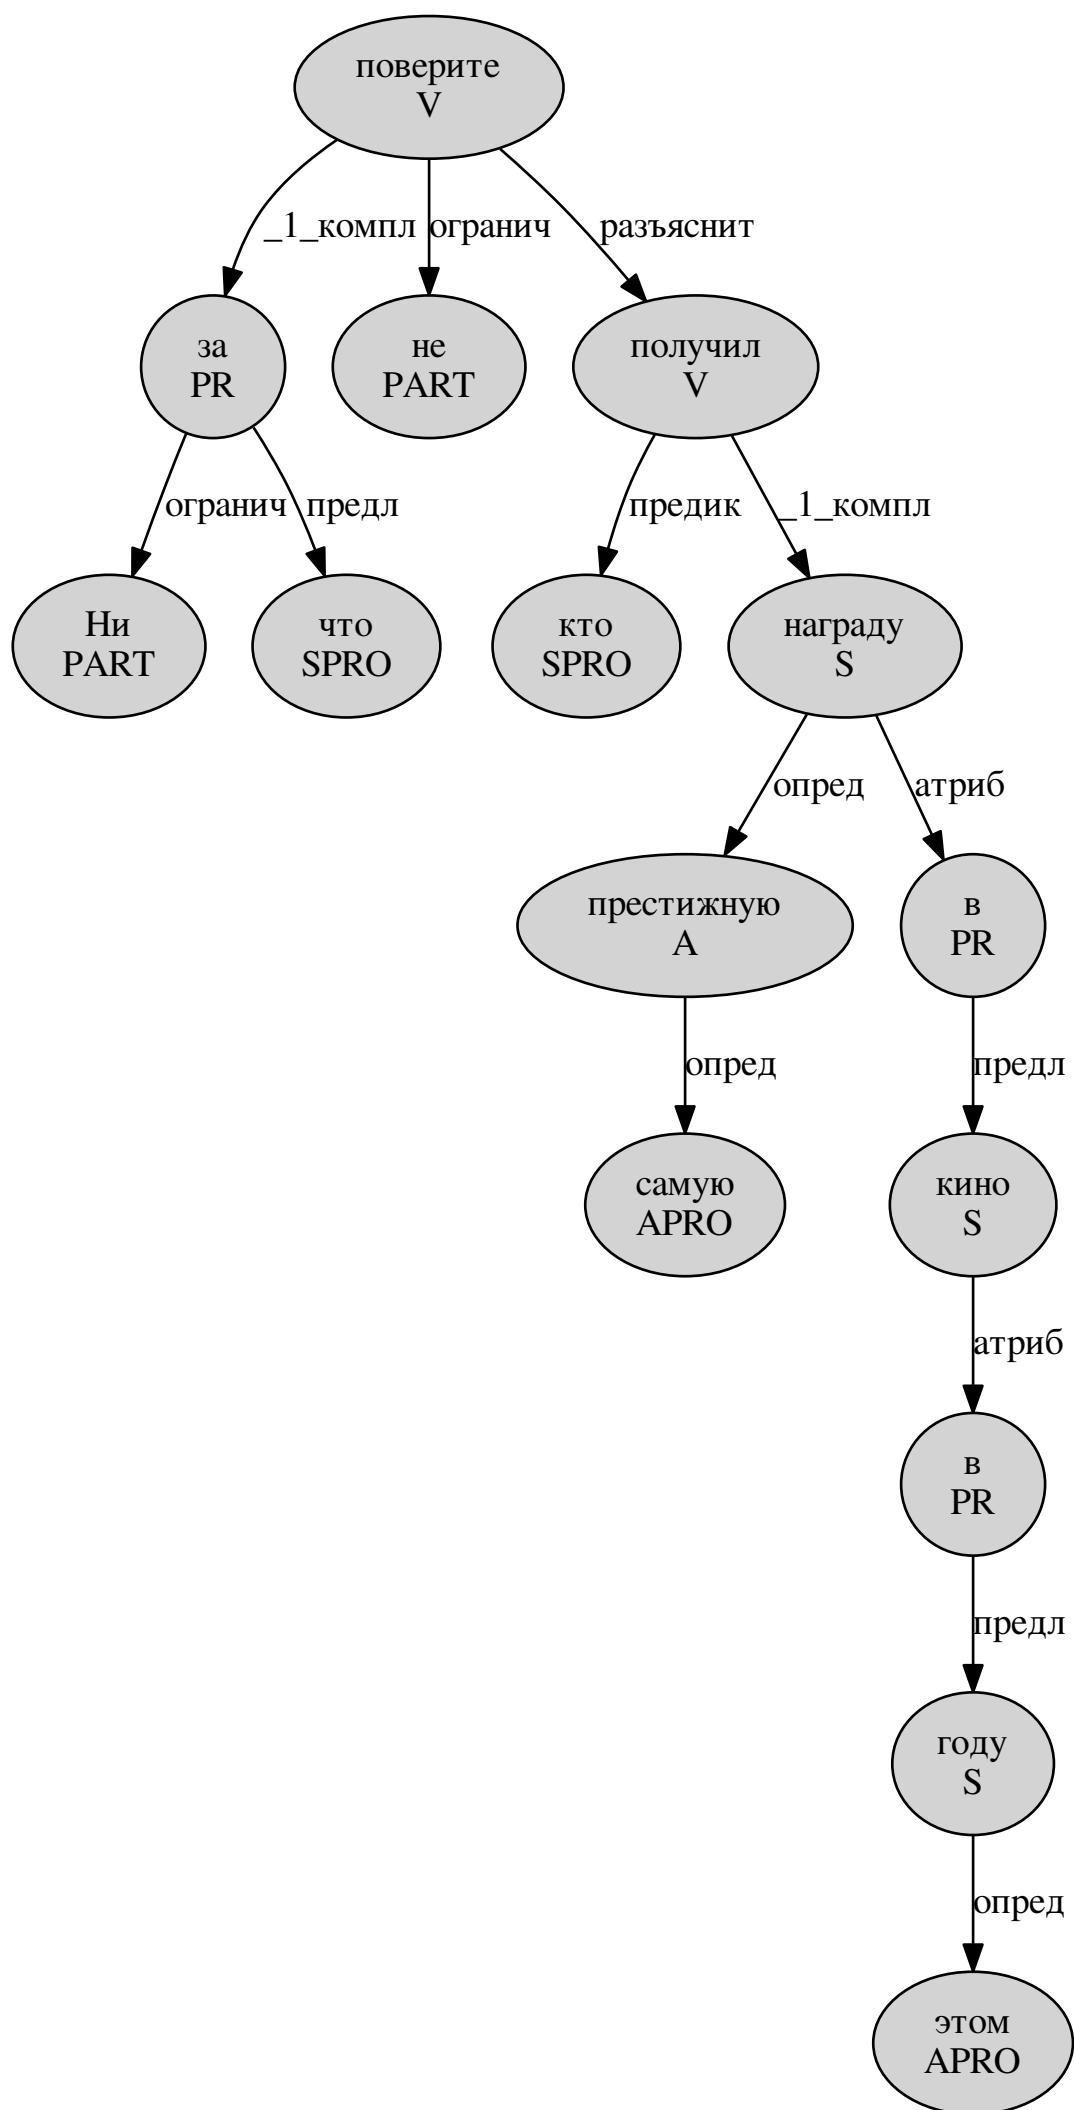 поверите
V
_1_компл
огранич
разъяснит
за
PR
не
PART
получил
V
огранич
предл
предик
_1_компл
Ни
PART
что
SPRO
кто
SPRO
награду
S
опред
атриб
престижную
A
в
PR
опред
предл
самую
APRO
кино
S
атриб
в
PR
предл
году
S
опред
этом
APRO